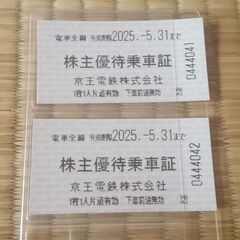 電車全線 有効期限 2025.-5.31まで
株主優待乗車証
京王電鉄株式会社
1枚1人片道有効 下車前途無効
0444041
電車全線 有効期限 2025.-5.31まで
株主優待乗車証
京王電鉄株式会社
1枚1人片道有効 下車前途無効
0444042